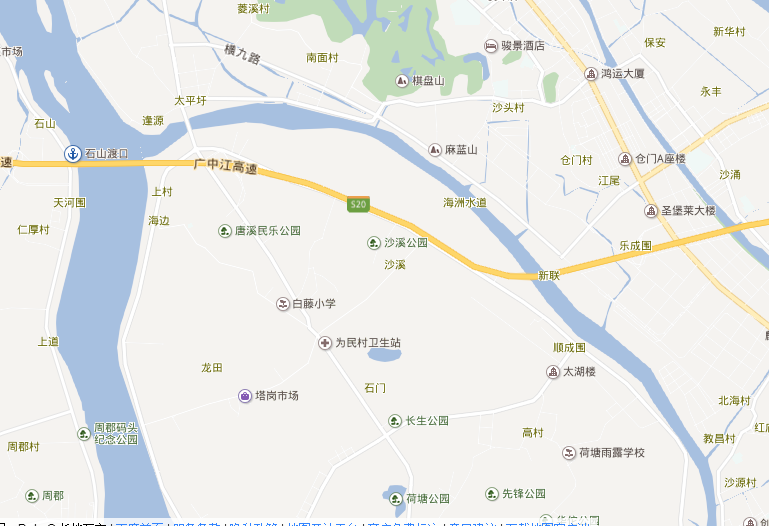 菱溪村
新华村
横九路
南面村
骏景酒店
保安
市场
棋盘山
鸿运大厦
永丰
太平圩
沙头村
石山
逢源
石山渡口
麻蓝山
仓门村
仓门A座楼
速
广中江高速
江尾
沙涌
上村
天河围
S20
海洲水道
圣堡莱大楼
仁厚村
海边
唐溪民乐公园
沙溪公园
乐成围
沙溪
新联
白藤小学
上道
为民村卫生站
顺成围
龙田
太湖楼
石门
塔岗市场
北海村
周郡码头
纪念公园
长生公园
高村
教昌村
周郡村
荷塘雨露学校
沙源村
周郡
荷塘公园
先锋公园